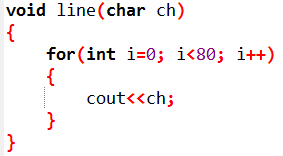 void line(char ch)
{
    for(int i=0; i<80; i++)
    {
        cout<<ch;
    }
}